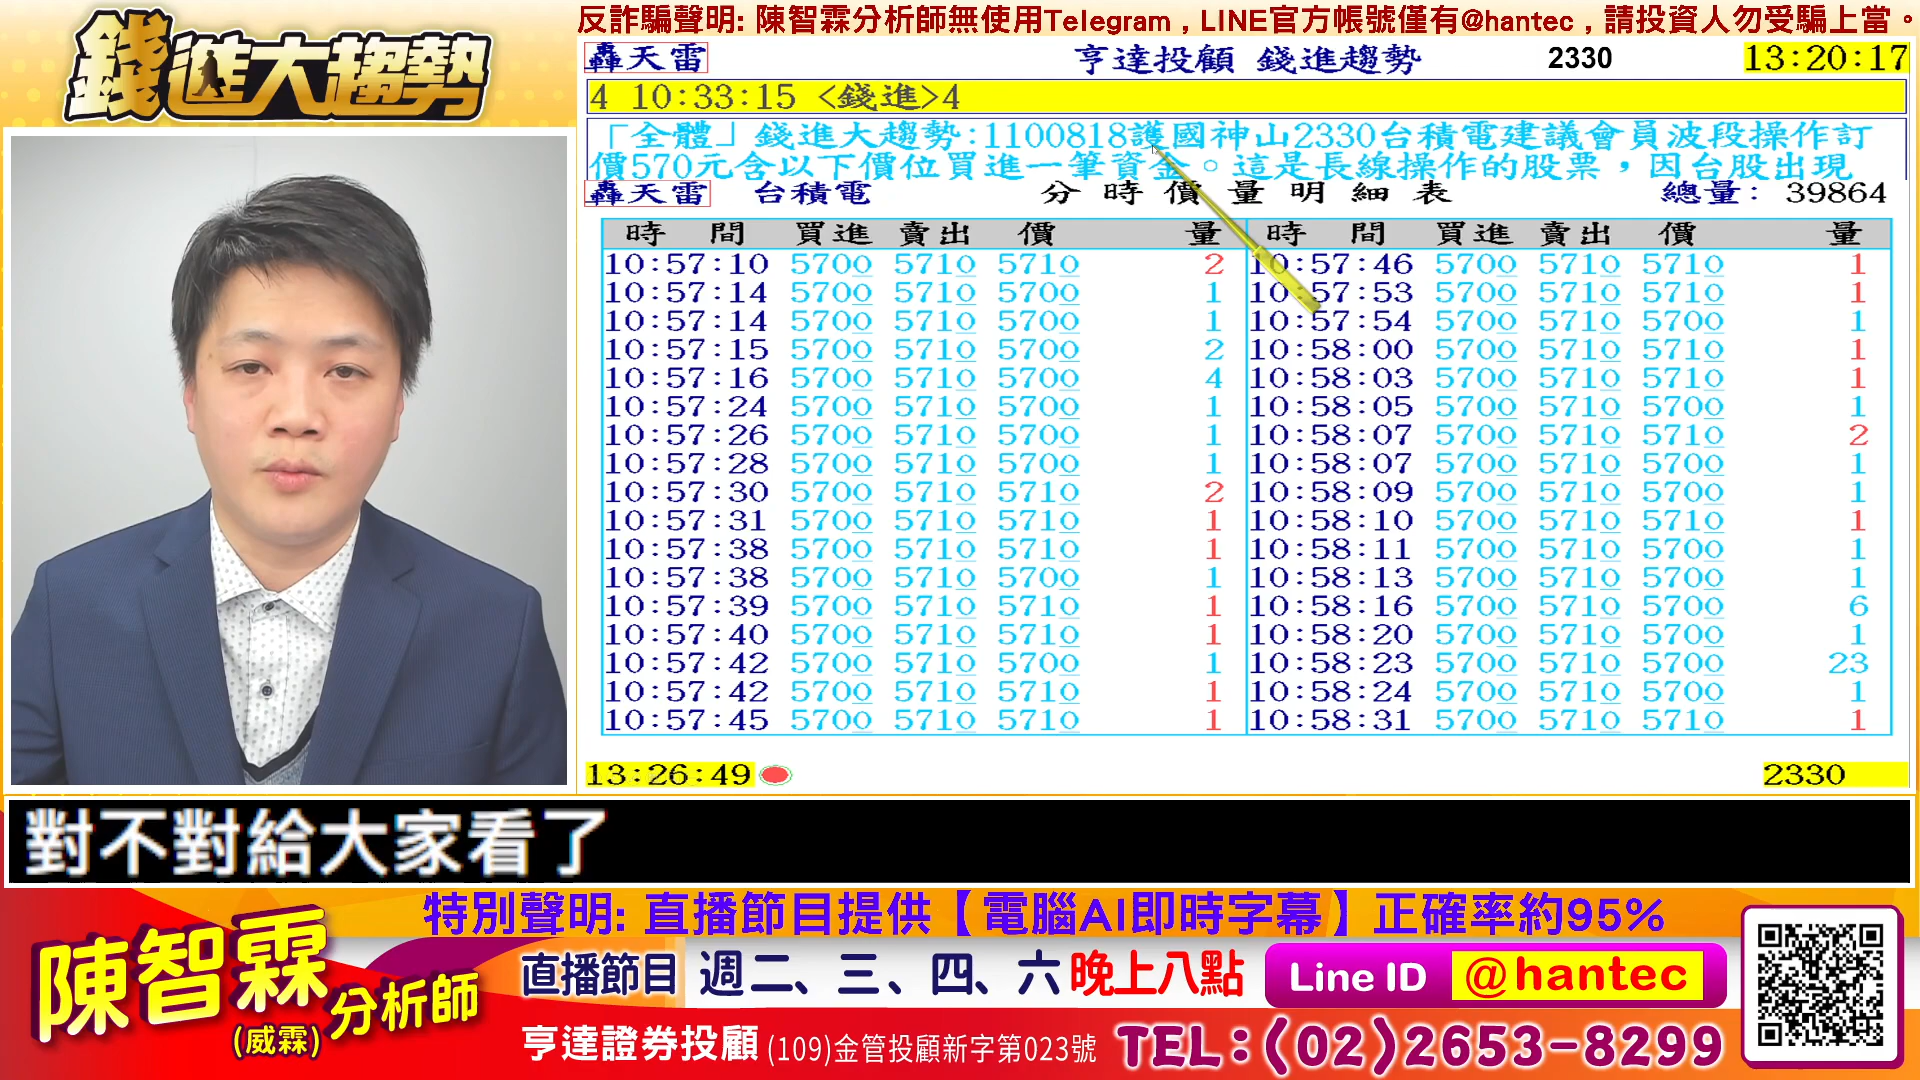 錢進大趨勢
反詐騙聲明: 陳智霖分析師無使用Telegram , LINE官方帳號僅有@hantec , 請投資人勿受騙上當。
轟天雷 亨達投顧 錢進趨勢 2330 13:20:17
4 10:33:15 <錢進>4
「全體」錢進大趨勢:1100818護國神山2330台積電建議會員波段操作訂
價570元含以下價位買進一筆資金。這是長線操作的股票，因台股出現
轟天雷 台積電 分時價量明細表 總量: 39864
時間 買進 賣出 價 量 時間 買進 賣出 價 量
10:57:10 5700 5710 5710 2 10:57:46 5700 5710 5710 1
10:57:14 5700 5710 5700 1 10:57:53 5700 5710 5710 1
10:57:14 5700 5710 5700 1 10:57:54 5700 5710 5700 1
10:57:15 5700 5710 5700 2 10:58:00 5700 5710 5710 1
10:57:16 5700 5710 5700 4 10:58:03 5700 5710 5710 1
10:57:24 5700 5710 5700 1 10:58:05 5700 5710 5700 1
10:57:26 5700 5710 5700 1 10:58:07 5700 5710 5710 2
10:57:28 5700 5710 5700 1 10:58:07 5700 5710 5700 1
10:57:30 5700 5710 5710 2 10:58:09 5700 5710 5700 1
10:57:31 5700 5710 5710 1 10:58:10 5700 5710 5710 1
10:57:38 5700 5710 5710 1 10:58:11 5700 5710 5700 1
10:57:38 5700 5710 5700 1 10:58:13 5700 5710 5700 1
10:57:39 5700 5710 5710 1 10:58:16 5700 5710 5700 6
10:57:40 5700 5710 5710 1 10:58:20 5700 5710 5700 1
10:57:42 5700 5710 5700 1 10:58:23 5700 5710 5700 23
10:57:42 5700 5710 5710 1 10:58:24 5700 5710 5700 1
10:57:45 5700 5710 5710 1 10:58:31 5700 5710 5710 1
13:26:49 2330
對不對給大家看了
特別聲明: 直播節目提供【電腦AI即時字幕】正確率約95%
陳智霖分析師
(威霖)
直播節目 週二、三、四、六 晚上八點 Line ID @hantec
亨達證券投顧 (109)金管投顧新字第023號 TEL:(02)2653-8299